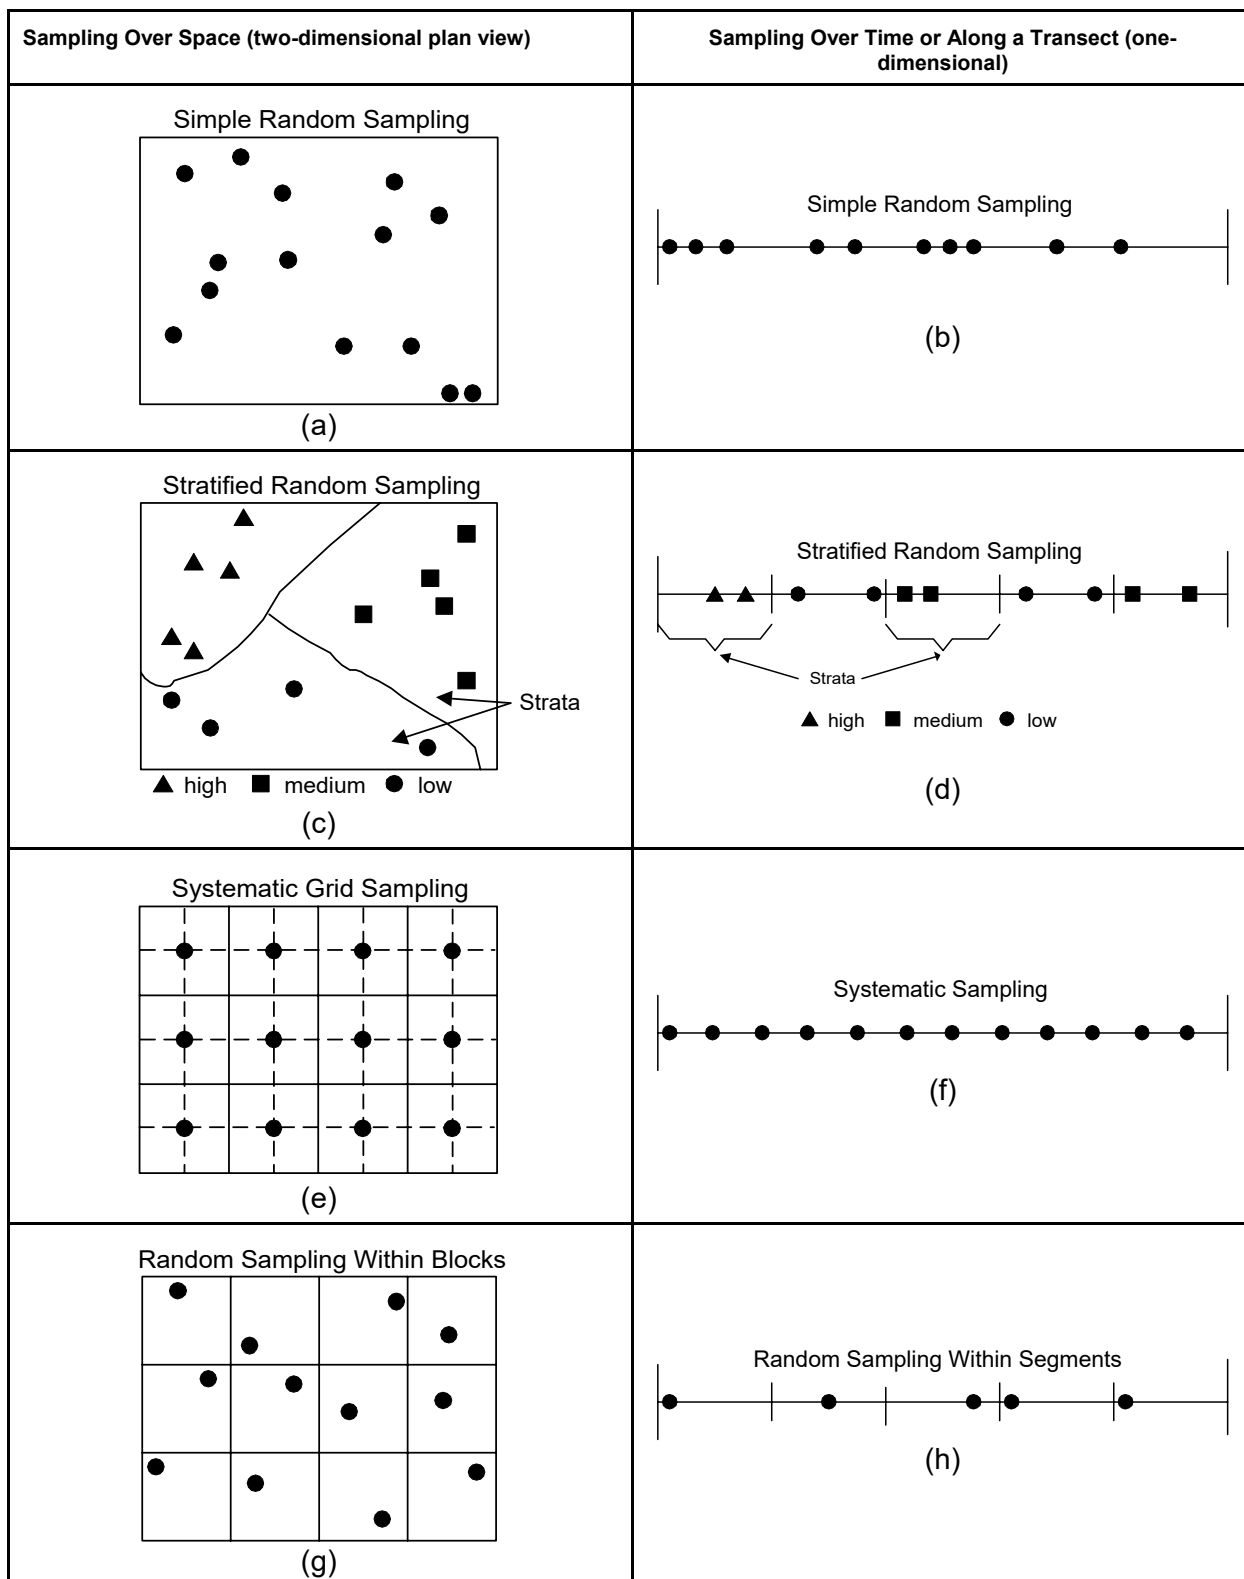 Sampling Over Space (two-dimensional plan view)
Sampling Over Time or Along a Transect (one-
dimensional)
Simple Random Sampling
(a)
Simple Random Sampling
(b)
Stratified Random Sampling
Strata
high medium low
(c)
Stratified Random Sampling
Strata
high medium low
(d)
Systematic Grid Sampling
(e)
Systematic Sampling
(f)
Random Sampling Within Blocks
(g)
Random Sampling Within Segments
(h)